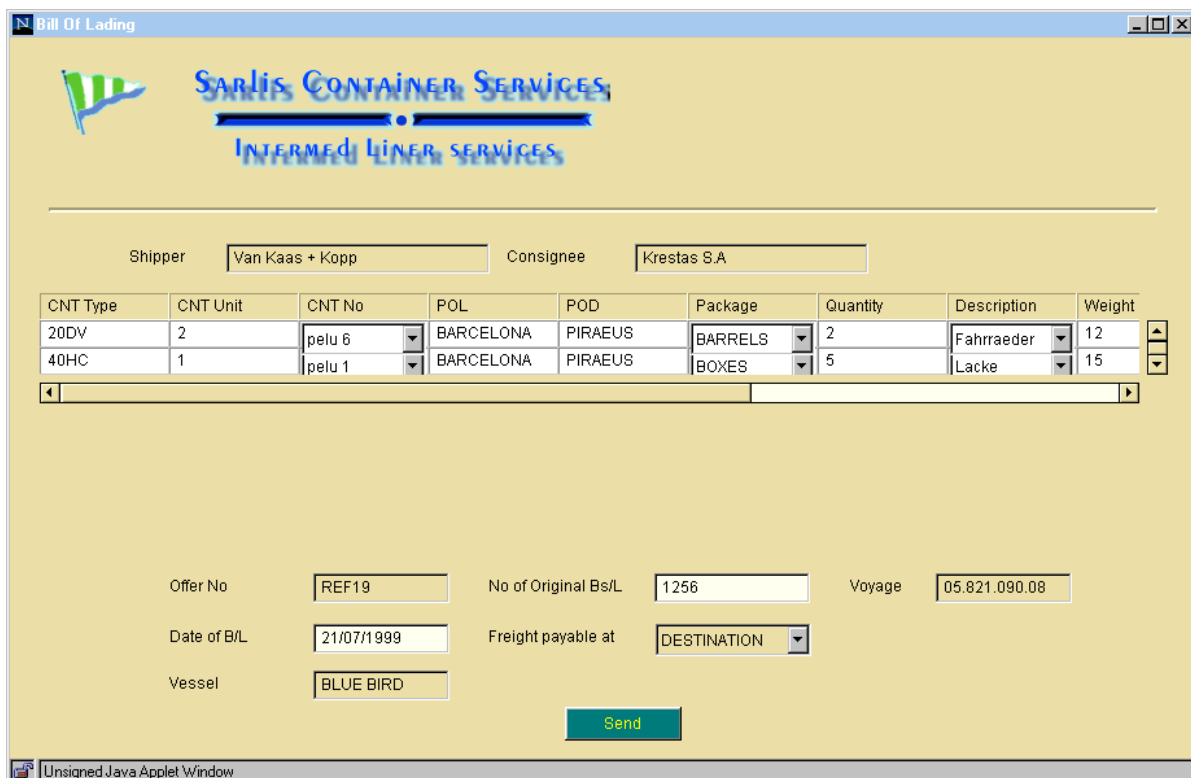 N Bill Of Lading
SARLIS CONTAINER SERVICES
INTERMED LINER SERVICES
Shipper Van Kaas + Kopp Consignee Krestas S.A
CNT Type CNT Unit CNT No POL POD Package Quantity Description Weight
20DV 2 pelu 6 BARCELONA PIRAEUS BARRELS 2 Fahrraeder 12
40HC 1 pelu 1 BARCELONA PIRAEUS BOXES 5 Lacke 15
Offer No REF19 No of Original Bs/L 1256 Voyage 05.821.090.08
Date of B/L 21/07/1999 Freight payable at DESTINATION
Vessel BLUE BIRD
Send
Unsigned Java Applet Window